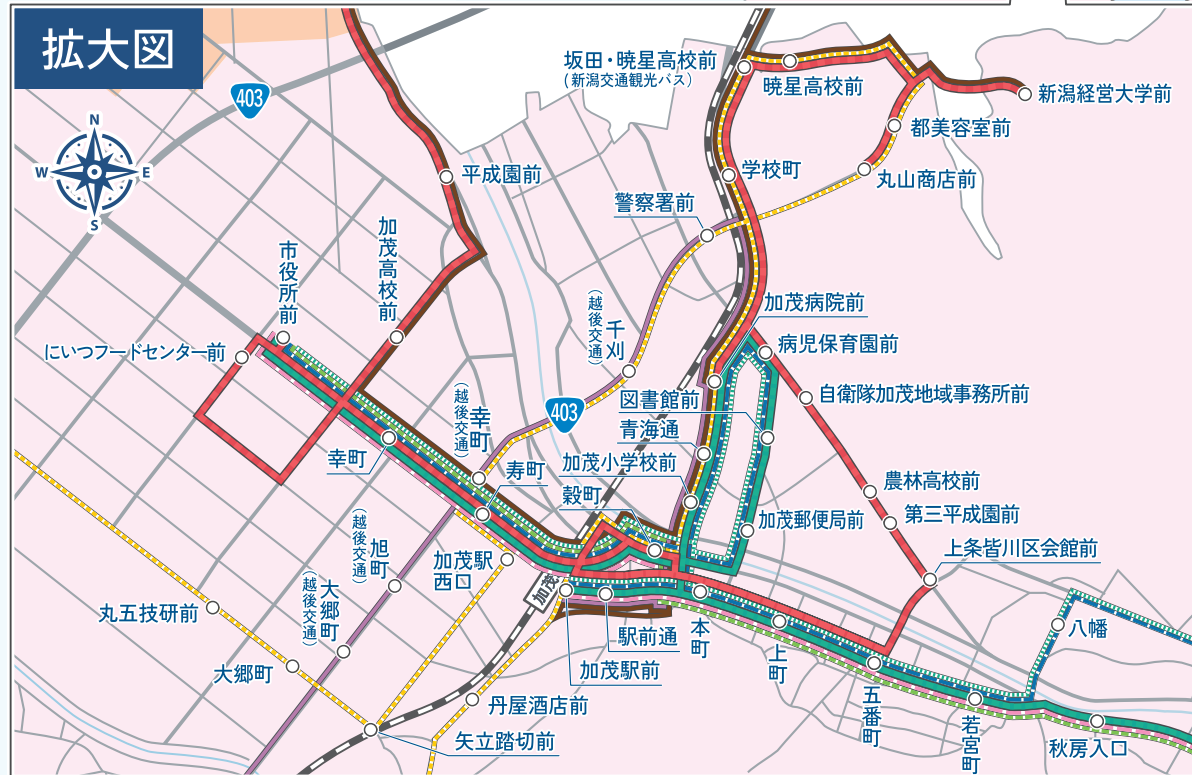 拡大図
403
N
W
E
S
坂田・暁星高校前
(新潟交通観光バス)
暁星高校前
新潟経営大学前
都美容室前
丸山商店前
学校町
平成園前
警察署前
加茂高校前
市役所前
にいつフードセンター前
千刈
(越後交通)
加茂病院前
病児保育園前
自衛隊加茂地域事務所前
図書館前
403
青海通
幸町
(越後交通)
幸町
寿町
加茂小学校前
穀町
農林高校前
加茂郵便局前
第三平成園前
上条皆川区会館前
旭町
(越後交通)
加茂駅
西口
加茂
大郷町
(越後交通)
丸五技研前
大郷町
駅前通
本町
加茂駅前
上町
八幡
五番町
若宮町
丹屋酒店前
矢立踏切前
秋房入口